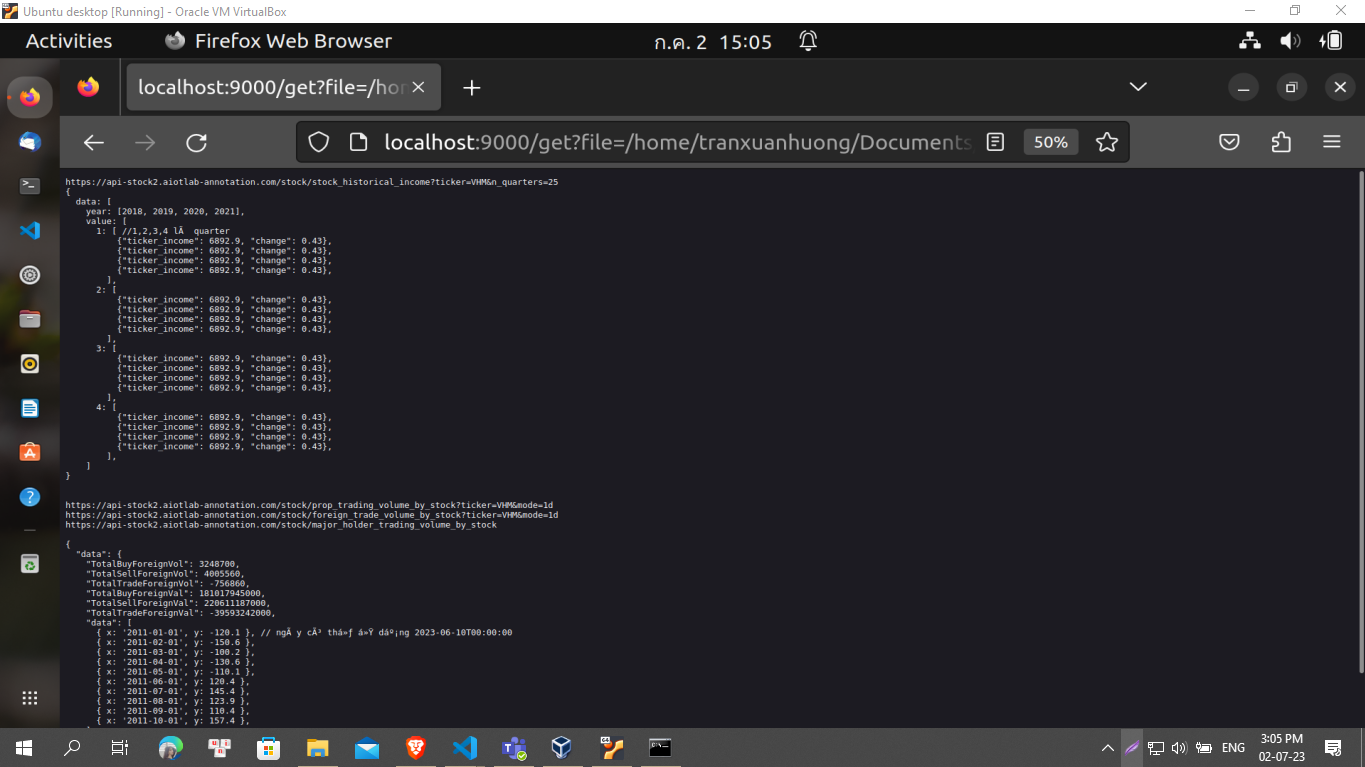 Ubuntu desktop [Running] - Oracle VM VirtualBox
Activities
Firefox Web Browser
ก.ค. 2 15:05
localhost:9000/get?file=/hor
localhost:9000/get?file=/home/tranxuanhuong/Documents
50%
https://api-stock2.aiotlab-annotation.com/stock/stock_historical_income?ticker=VHM&n_quarters=25
{
data: [
year: [2018, 2019, 2020, 2021],
value: [
1: [ //1,2,3,4 lÃ  quarter
{"ticker_income": 6892.9, "change": 0.43},
{"ticker_income": 6892.9, "change": 0.43},
{"ticker_income": 6892.9, "change": 0.43},
{"ticker_income": 6892.9, "change": 0.43},
],
2: [
{"ticker_income": 6892.9, "change": 0.43},
{"ticker_income": 6892.9, "change": 0.43},
{"ticker_income": 6892.9, "change": 0.43},
{"ticker_income": 6892.9, "change": 0.43},
],
3: [
{"ticker_income": 6892.9, "change": 0.43},
{"ticker_income": 6892.9, "change": 0.43},
{"ticker_income": 6892.9, "change": 0.43},
{"ticker_income": 6892.9, "change": 0.43},
],
4: [
{"ticker_income": 6892.9, "change": 0.43},
{"ticker_income": 6892.9, "change": 0.43},
{"ticker_income": 6892.9, "change": 0.43},
{"ticker_income": 6892.9, "change": 0.43},
],
]
}
https://api-stock2.aiotlab-annotation.com/stock/prop_trading_volume_by_stock?ticker=VHM&mode=1d
https://api-stock2.aiotlab-annotation.com/stock/foreign_trade_volume_by_stock?ticker=VHM&mode=1d
https://api-stock2.aiotlab-annotation.com/stock/major_holder_trading_volume_by_stock
{
"data": {
"TotalBuyForeignVol": 3248700,
"TotalSellForeignVol": 4005560,
"TotalTradeForeignVol": -756860,
"TotalBuyForeignVal": 181017945000,
"TotalSellForeignVal": 220611187000,
"TotalTradeForeignVal": -39593242000,
"data": [
{ x: '2011-01-01', y: -120.1 }, // ngÃ y cÃ³ thá»ƒ á»Ÿ dáº¡ng 2023-06-10T00:00:00
{ x: '2011-02-01', y: -150.6 },
{ x: '2011-03-01', y: -100.2 },
{ x: '2011-04-01', y: -130.6 },
{ x: '2011-05-01', y: -110.1 },
{ x: '2011-06-01', y: 120.4 },
{ x: '2011-07-01', y: 145.4 },
{ x: '2011-08-01', y: 123.9 },
{ x: '2011-09-01', y: 110.4 },
{ x: '2011-10-01', y: 157.4 },
ENG
3:05 PM
02-07-23